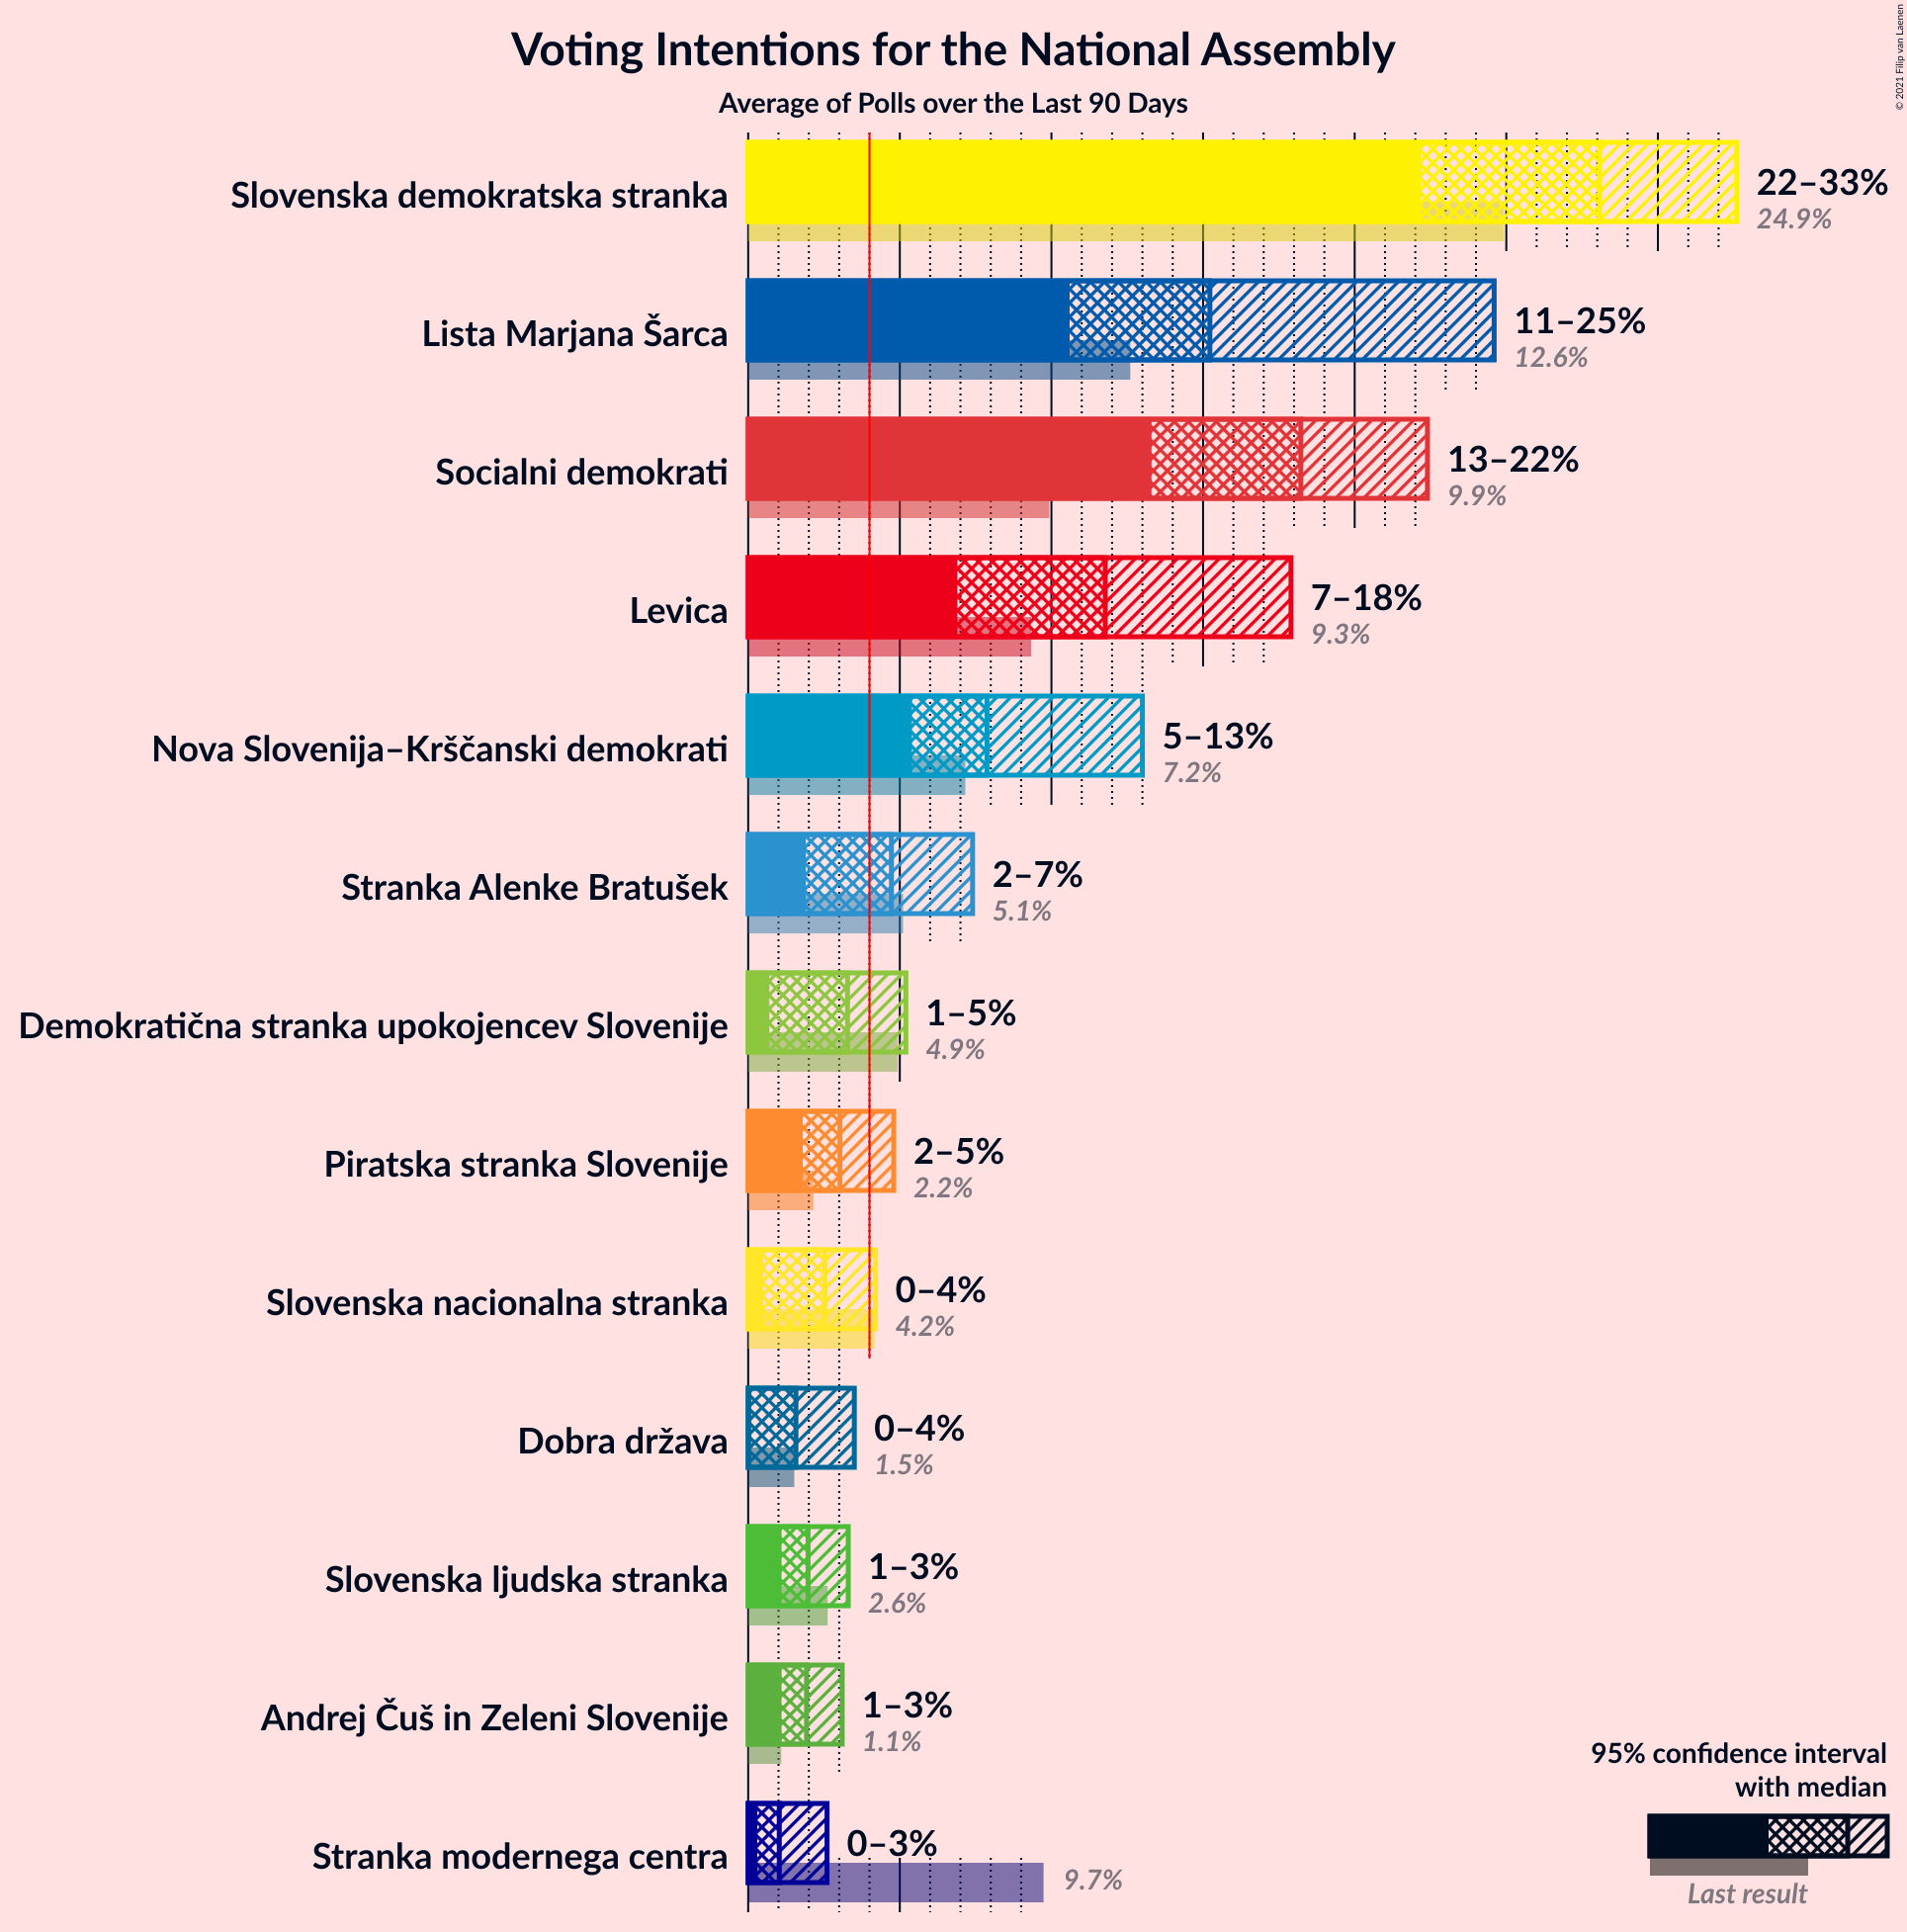 Voting Intentions for the National Assembly
Average of Polls over the Last 90 Days
© 2021 Filip van Laenen
Slovenska demokratska stranka
22–33%
24.9%
Lista Marjana Šarca
11–25%
12.6%
Socialni demokrati
13–22%
9.9%
Levica
7–18%
9.3%
Nova Slovenija–Krščanski demokrati
5–13%
7.2%
Stranka Alenke Bratušek
2–7%
5.1%
Demokratična stranka upokojencev Slovenije
1–5%
4.9%
Piratska stranka Slovenije
2–5%
2.2%
Slovenska nacionalna stranka
0–4%
4.2%
Dobra država
0–4%
1.5%
Slovenska ljudska stranka
1–3%
2.6%
Andrej Čuš in Zeleni Slovenije
1–3%
1.1%
Stranka modernega centra
0–3%
9.7%
95% confidence interval
with median
Last result